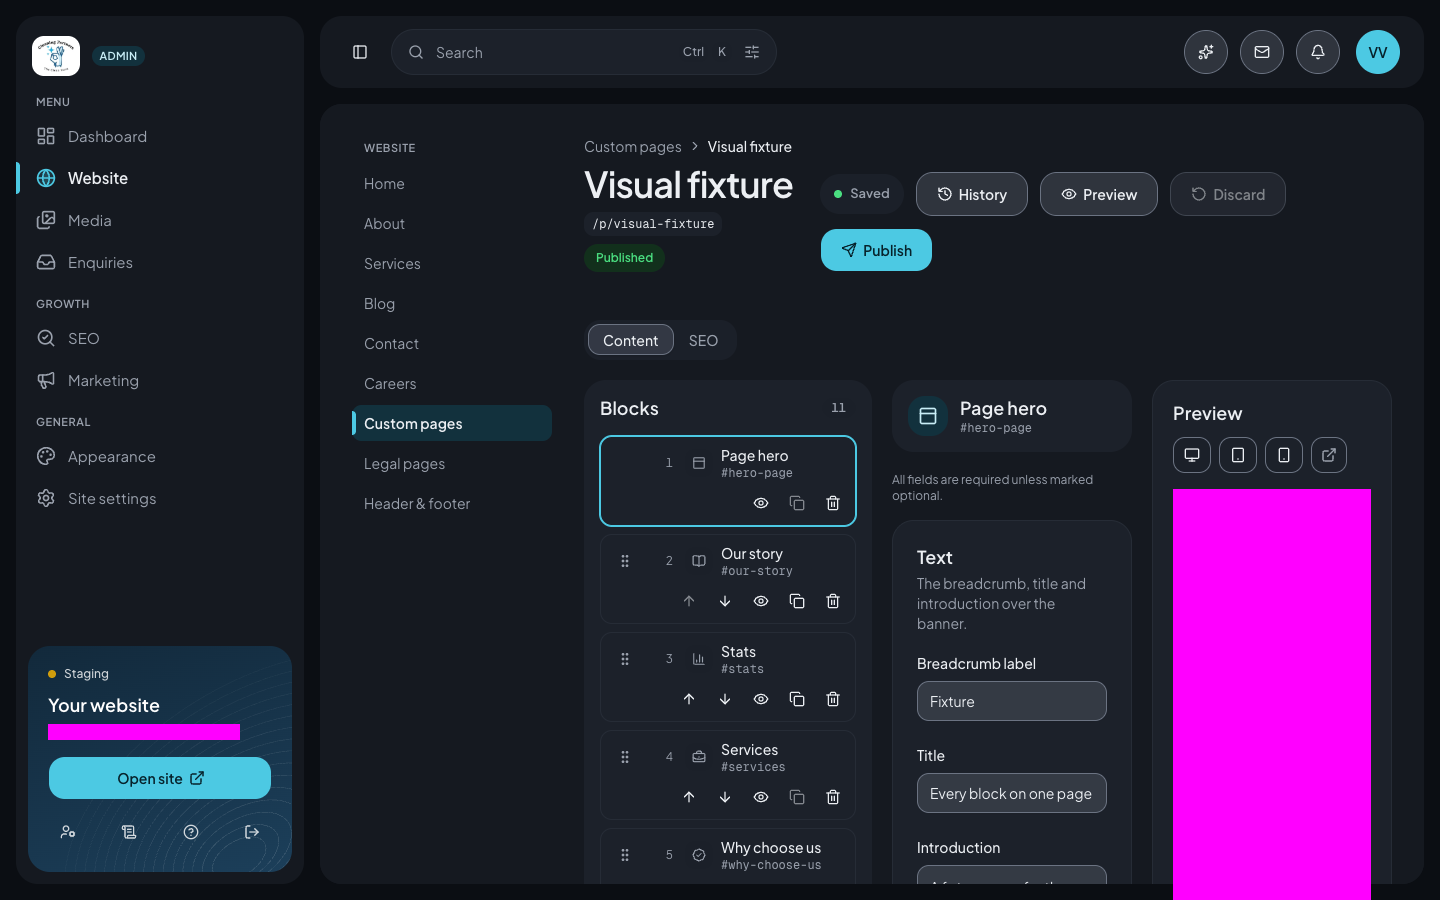 ADMIN
MENU
Dashboard
Website
Media
Enquiries
GROWTH
SEO
Marketing
GENERAL
Appearance
Site settings
Staging
Your website
Open site
Search
Ctrl K
VV
WEBSITE
Home
About
Services
Blog
Contact
Careers
Custom pages
Legal pages
Header & footer
Custom pages > Visual fixture
Visual fixture
/p/visual-fixture
Published
Saved
History
Preview
Discard
Publish
Content
SEO
Blocks
11
1
Page hero
#hero-page
2
Our story
#our-story
3
Stats
#stats
4
Services
#services
5
Why choose us
#why-choose-us
Page hero
#hero-page
All fields are required unless marked
optional.
Text
The breadcrumb, title and
introduction over the
banner.
Breadcrumb label
Fixture
Title
Every block on one page
Introduction
Preview